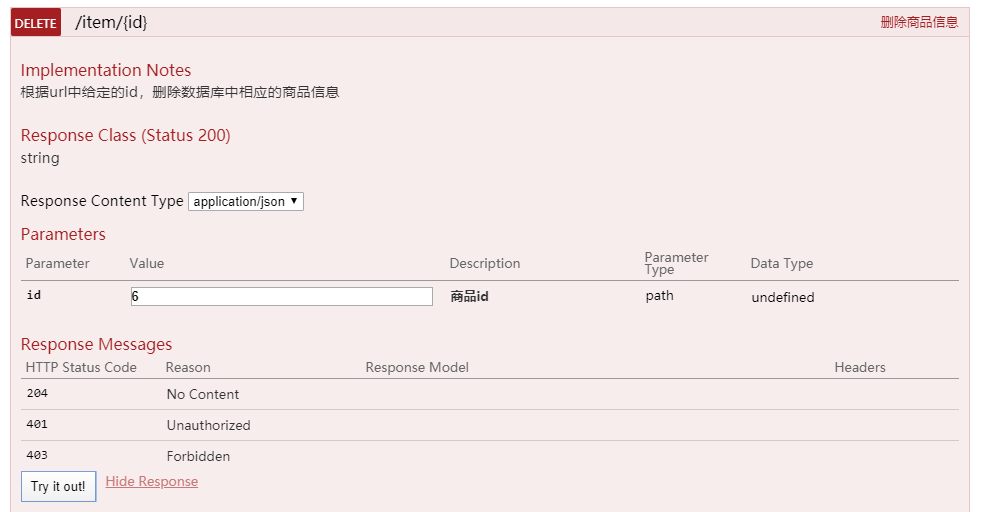 DELETE /item/{id} 删除商品信息
Implementation Notes
根据url中给定的id，删除数据库中相应的商品信息
Response Class (Status 200)
string
Response Content Type application/json ▼
Parameters
Parameter Value Description Parameter Type Data Type
id 6 商品id path undefined
Response Messages
HTTP Status Code Reason Response Model Headers
204 No Content
401 Unauthorized
403 Forbidden
Try it out! Hide Response